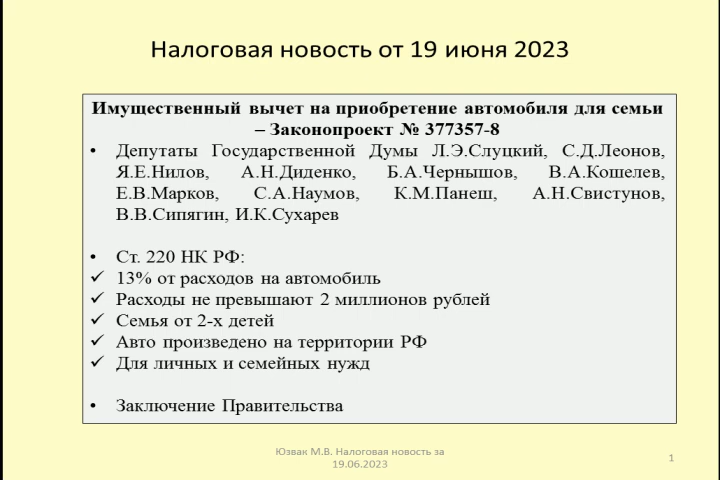 Налоговая новость от 19 июня 2023
Имущественный вычет на приобретение автомобиля для семьи
– Законопроект № 377357-8
• Депутаты Государственной Думы Л.Э.Слуцкий, С.Д.Леонов,
Я.Е.Нилов, А.Н.Диденко, Б.А.Чернышов, В.А.Кошелев,
Е.В.Марков, С.А.Наумов, К.М.Панеш, А.Н.Свистунов,
В.В.Сипягин, И.К.Сухарев
• Ст. 220 НК РФ:
✓ 13% от расходов на автомобиль
✓ Расходы не превышают 2 миллионов рублей
✓ Семья от 2-х детей
✓ Авто произведено на территории РФ
✓ Для личных и семейных нужд
• Заключение Правительства
Юзвак М.В. Налоговая новость за
19.06.2023
1